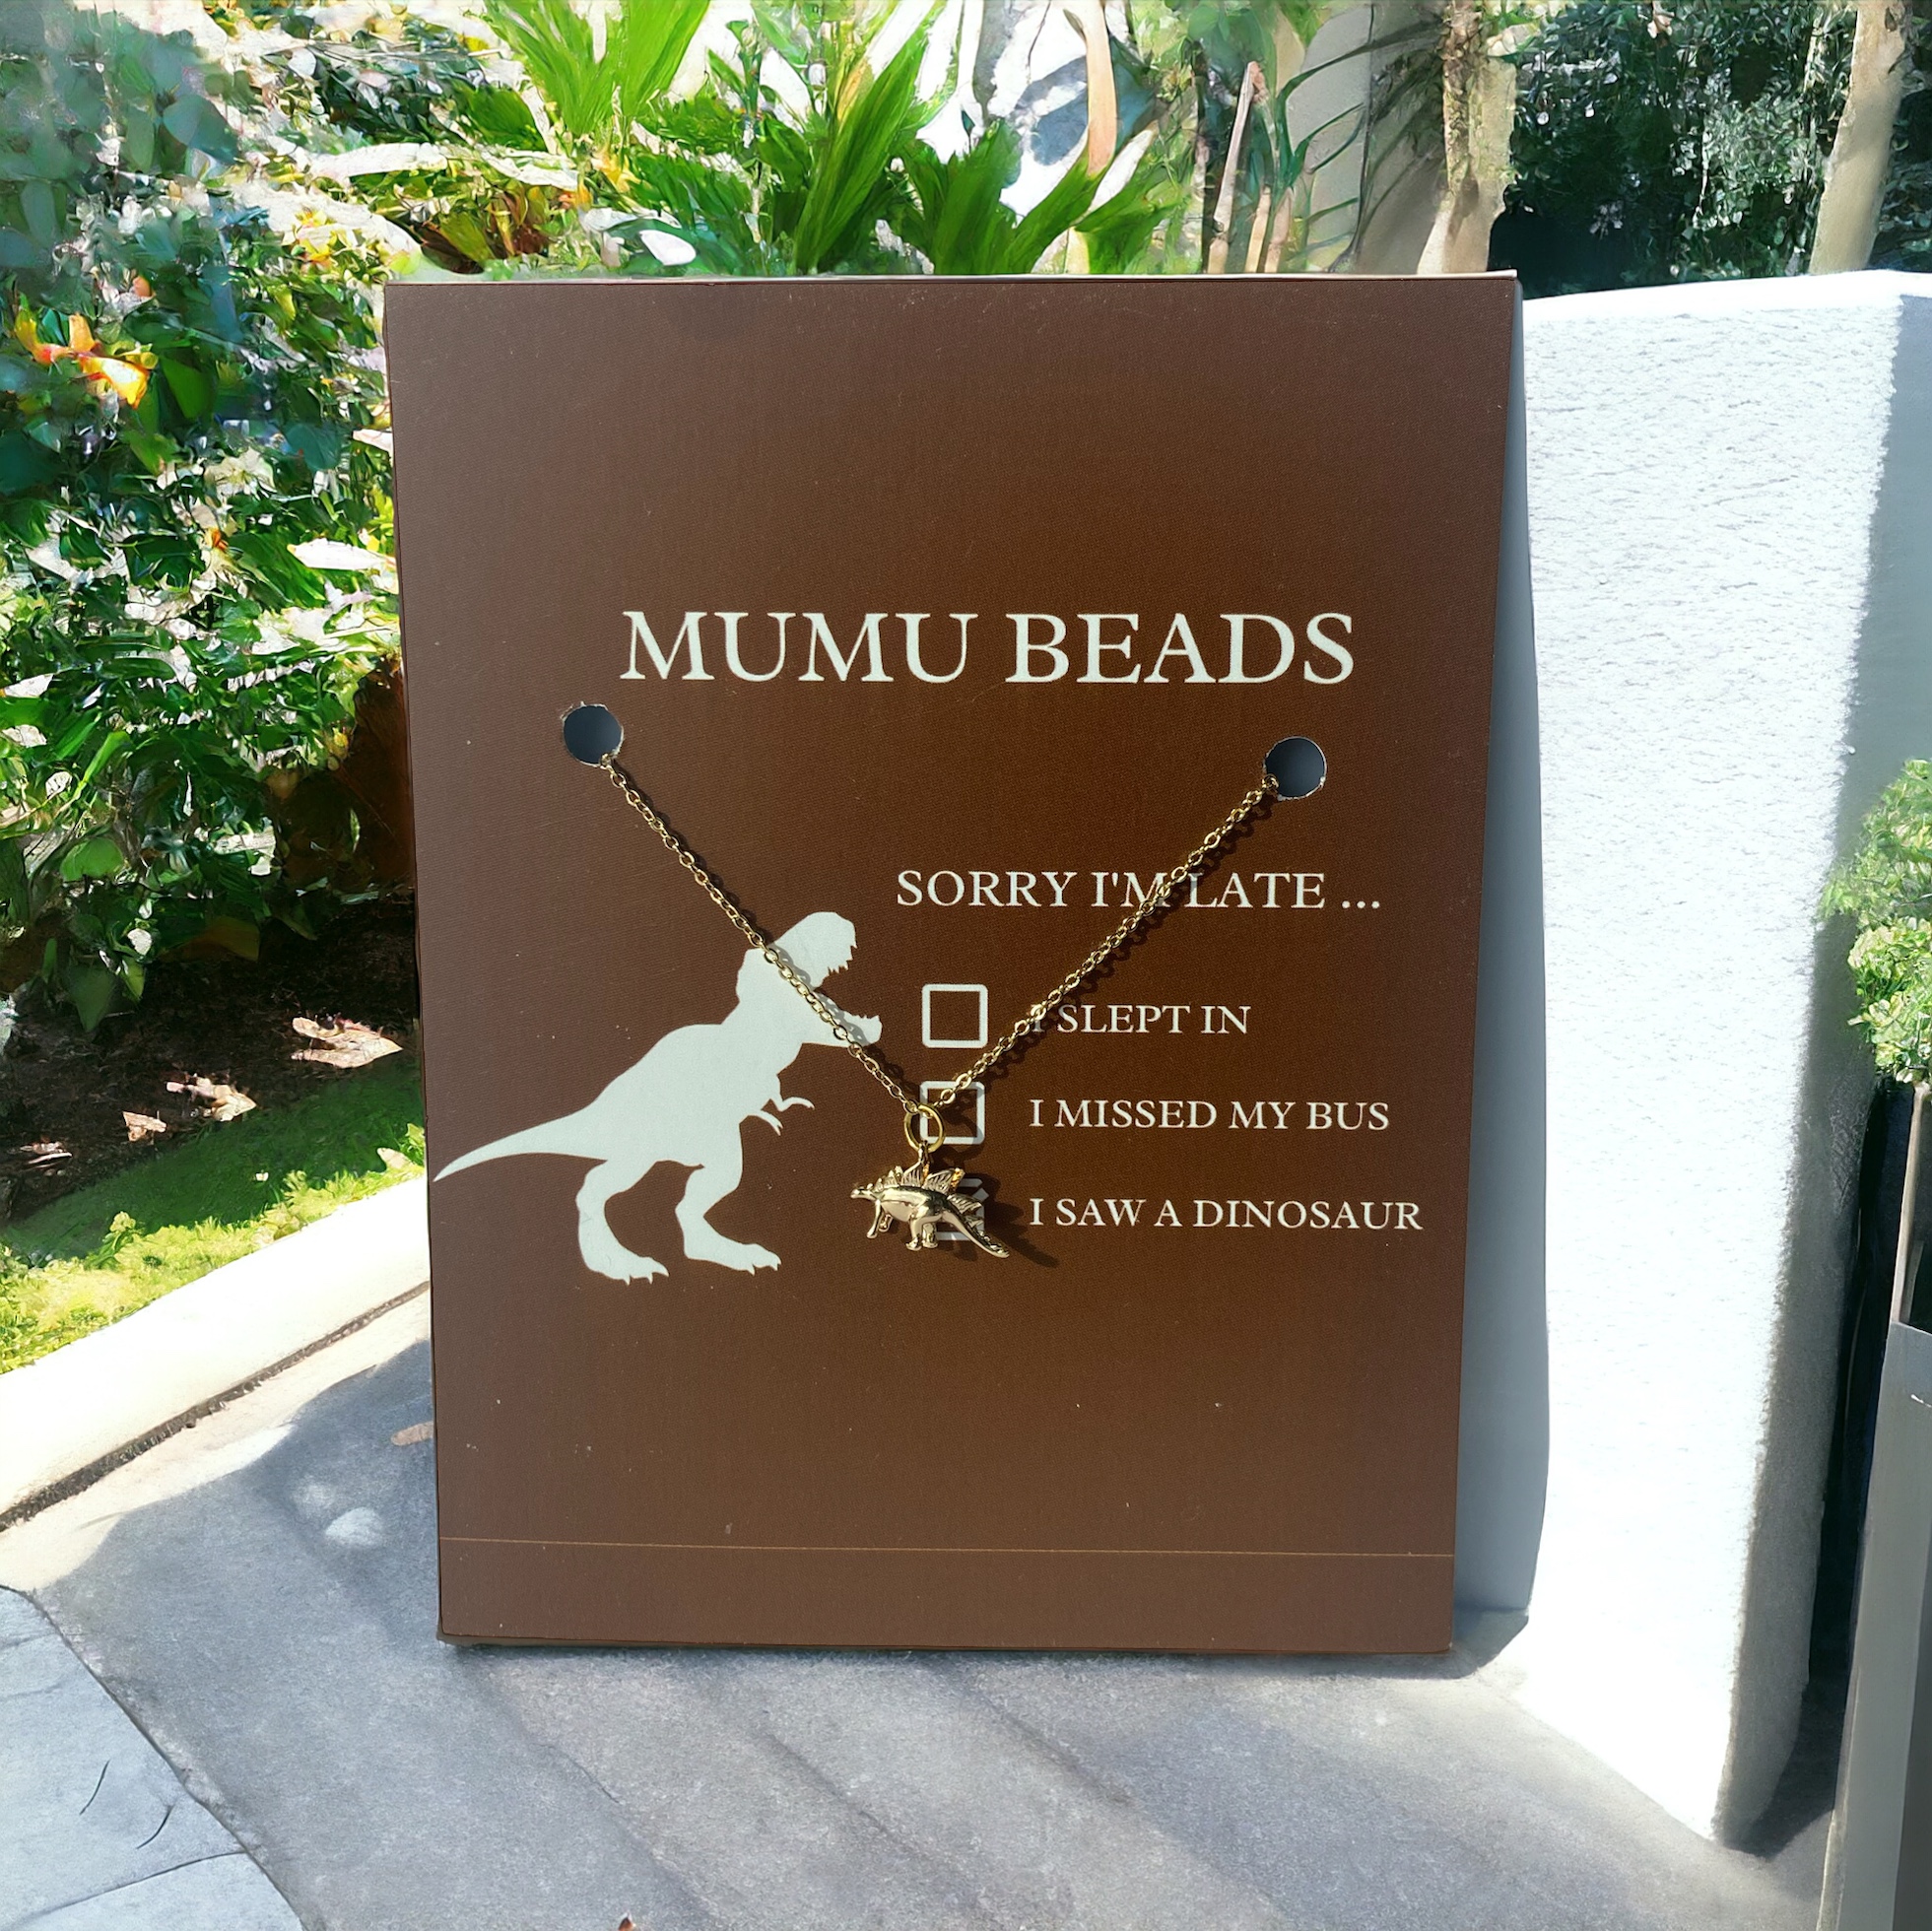 MUMU BEADS
SORRY I'M LATE ...
I SLEPT IN
I MISSED MY BUS
I SAW A DINOSAUR